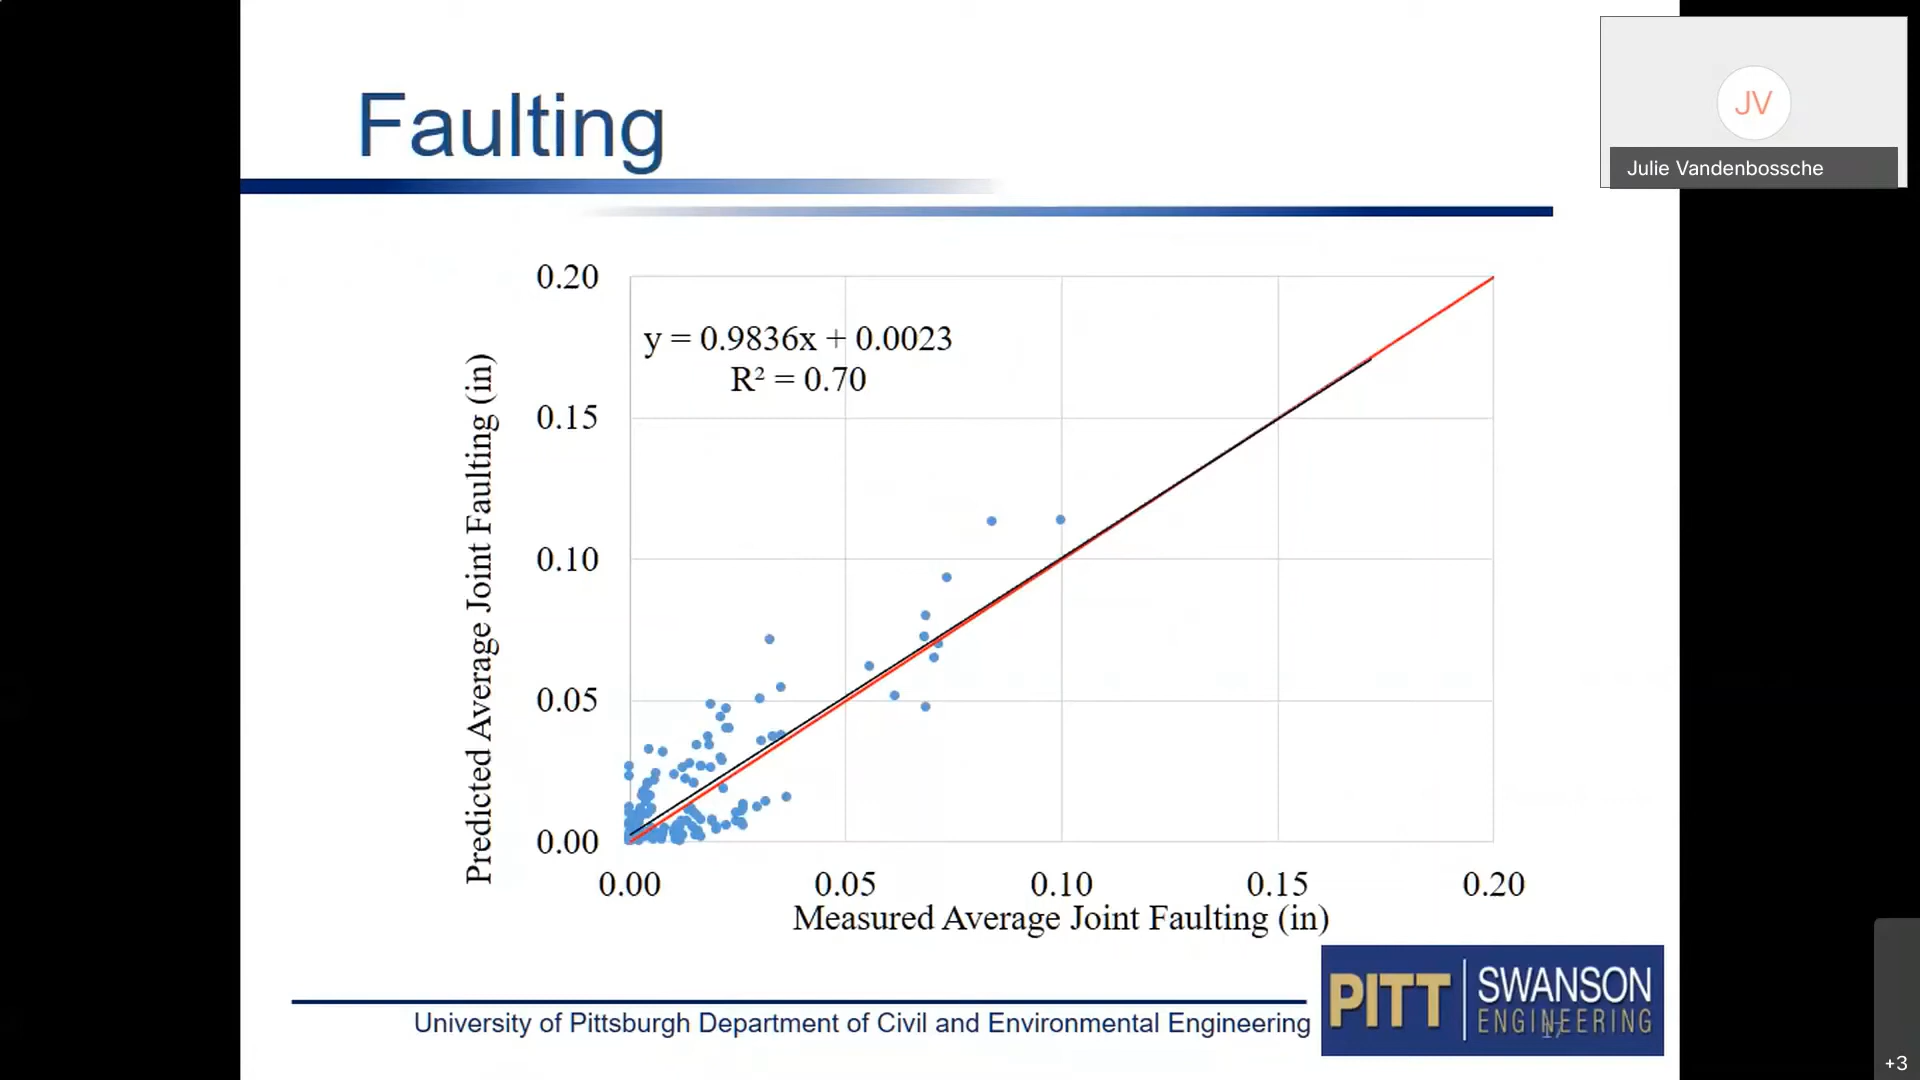 Faulting
JV
Julie Vandenbossche
y = 0.9836x + 0.0023
R² = 0.70
Predicted Average Joint Faulting (in)
0.20
0.15
0.10
0.05
0.00
0.00 0.05 0.10 0.15 0.20
Measured Average Joint Faulting (in)
University of Pittsburgh Department of Civil and Environmental Engineering
PITT SWANSON
ENGINEERING
17
+3